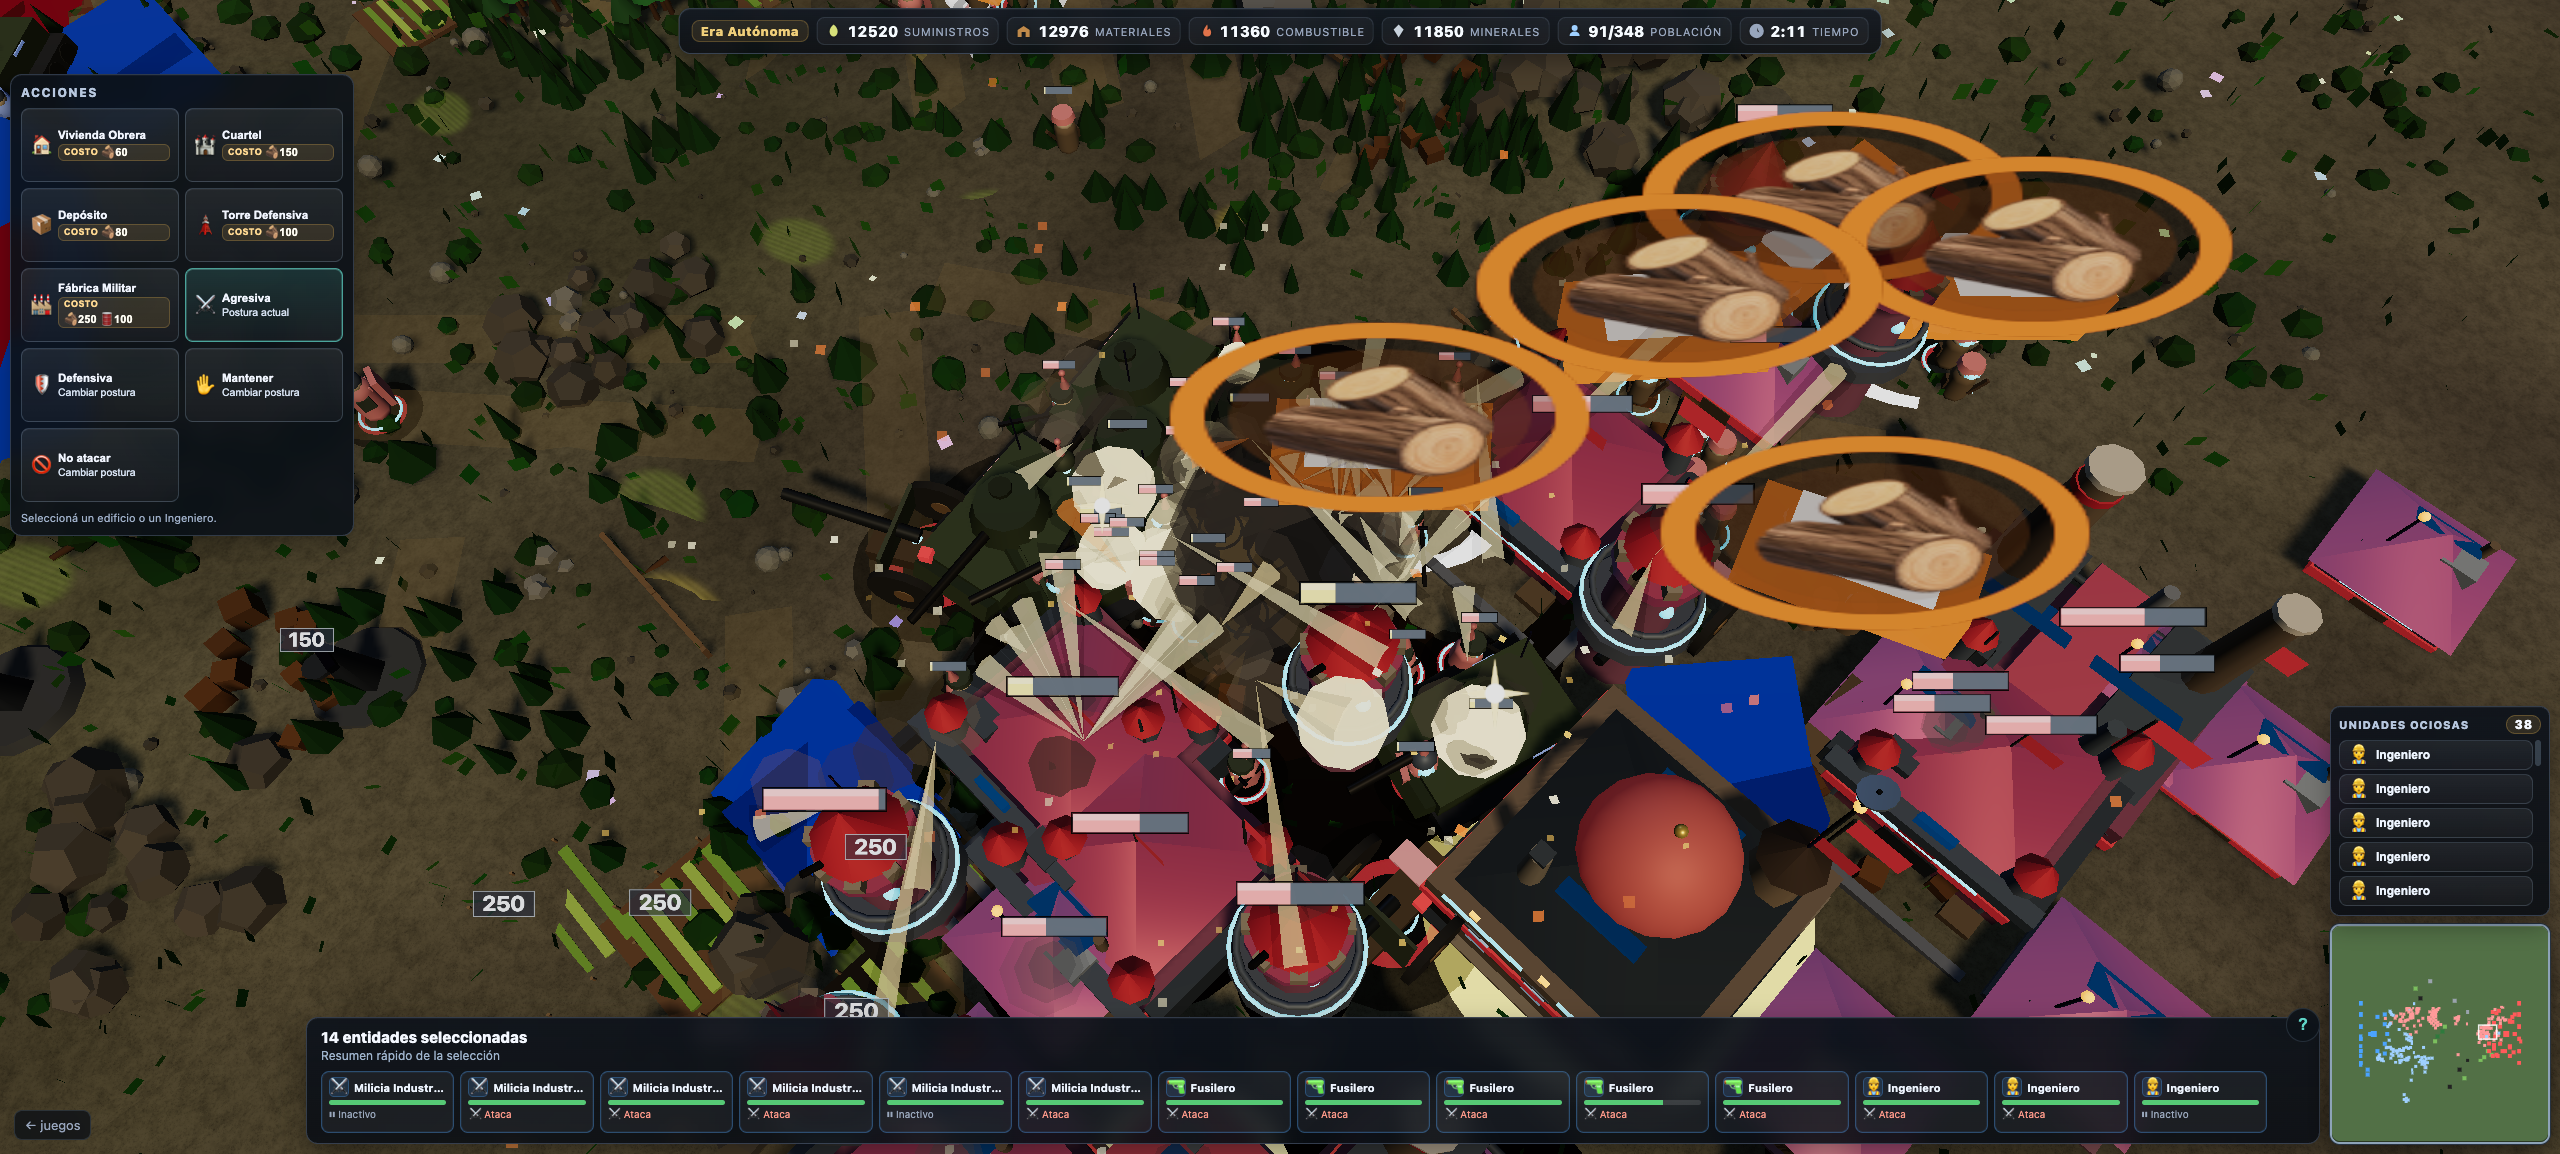 Era Autónoma
12520 SUMINISTROS
12976 MATERIALES
11360 COMBUSTIBLE
11850 MINERALES
91/348 POBLACIÓN
2:11 TIEMPO
ACCIONES
Vivienda Obrera
COSTO 60
Cuartel
COSTO 150
Depósito
COSTO 80
Torre Defensiva
COSTO 100
Fábrica Militar
COSTO
250 100
Agresiva
Postura actual
Defensiva
Cambiar postura
Mantener
Cambiar postura
No atacar
Cambiar postura
Seleccioná un edificio o un Ingeniero.
150
250
250
250
250
UNIDADES OCIOSAS 38
Ingeniero
Ingeniero
Ingeniero
Ingeniero
Ingeniero
?
14 entidades seleccionadas
Resumen rápido de la selección
Milicia Industr...
Inactivo
Milicia Industr...
Ataca
Milicia Industr...
Ataca
Milicia Industr...
Ataca
Milicia Industr...
Inactivo
Milicia Industr...
Ataca
Fusilero
Ataca
Fusilero
Ataca
Fusilero
Ataca
Fusilero
Ataca
Fusilero
Ataca
Ingeniero
Ataca
Ingeniero
Ataca
Ingeniero
Inactivo
← juegos